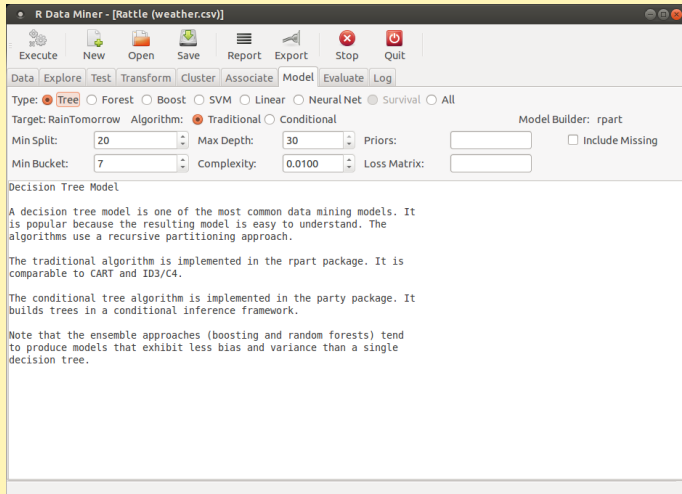 R Data Miner - [Rattle (weather.csv)]
Execute New Open Save Report Export Stop Quit
Data Explore Test Transform Cluster Associate Model Evaluate Log
Type: Tree Forest Boost SVM Linear Neural Net Survival All
Target: RainTomorrow Algorithm: Traditional Conditional Model Builder: rpart
Min Split: 20 Max Depth: 30 Priors: Include Missing
Min Bucket: 7 Complexity: 0.0100 Loss Matrix:
Decision Tree Model
A decision tree model is one of the most common data mining models. It
is popular because the resulting model is easy to understand. The
algorithms use a recursive partitioning approach.
The traditional algorithm is implemented in the rpart package. It is
comparable to CART and ID3/C4.
The conditional tree algorithm is implemented in the party package. It
builds trees in a conditional inference framework.
Note that the ensemble approaches (boosting and random forests) tend
to produce models that exhibit less bias and variance than a single
decision tree.